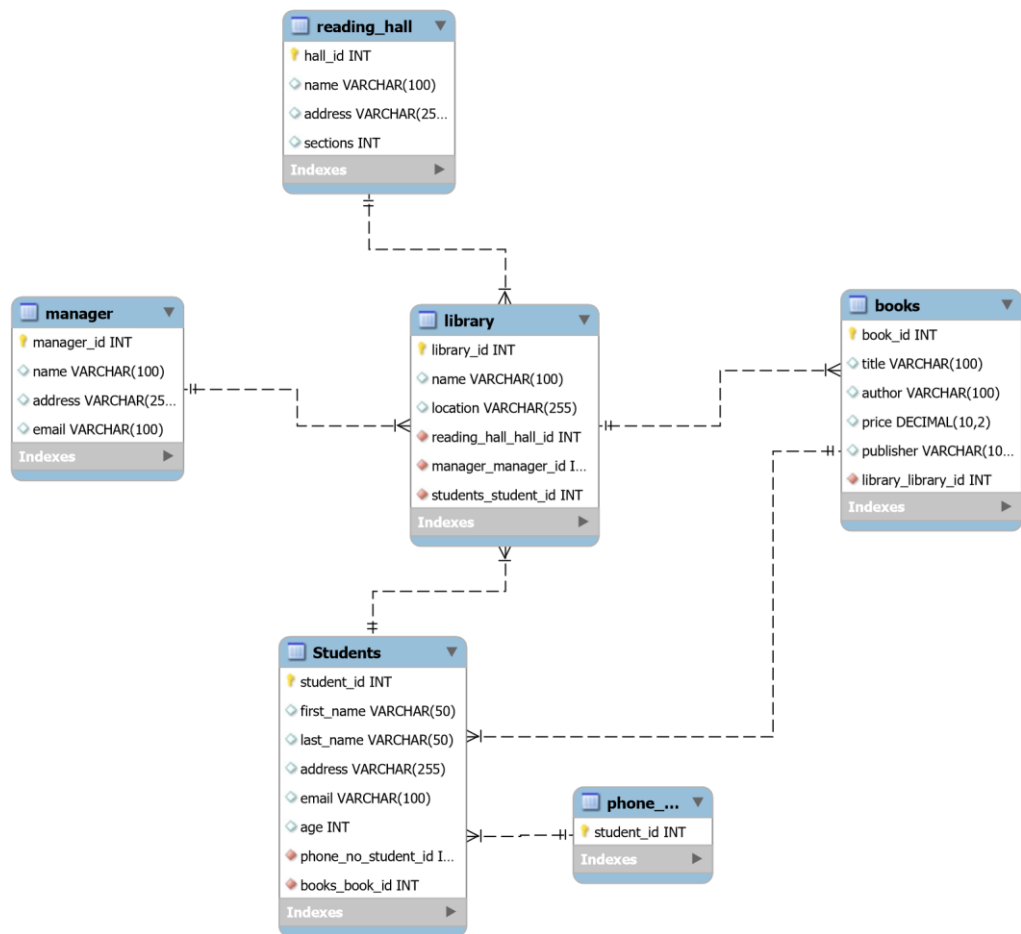 reading_hall
hall_id INT
name VARCHAR(100)
address VARCHAR(25...
sections INT
Indexes
manager
manager_id INT
name VARCHAR(100)
address VARCHAR(25...
email VARCHAR(100)
Indexes
library
library_id INT
name VARCHAR(100)
location VARCHAR(255)
reading_hall_hall_id INT
manager_manager_id I...
students_student_id INT
Indexes
books
book_id INT
title VARCHAR(100)
author VARCHAR(100)
price DECIMAL(10,2)
publisher VARCHAR(10...
library_library_id INT
Indexes
Students
student_id INT
first_name VARCHAR(50)
last_name VARCHAR(50)
address VARCHAR(255)
email VARCHAR(100)
age INT
phone_no_student_id I...
books_book_id INT
Indexes
phone_...
student_id INT
Indexes